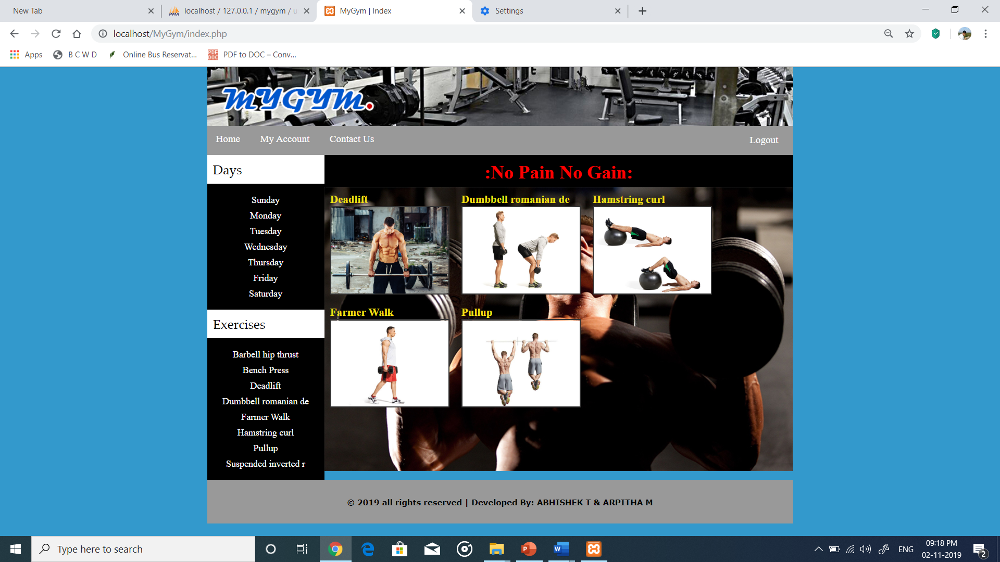 New Tab
localhost / 127.0.0.1 / mygym / u
MyGym | Index
Settings
localhost/MyGym/index.php
Apps
B C W D
Online Bus Reservat...
PDF DOC
PDF to DOC – Conv...
MYGYM.
Home
My Account
Contact Us
Logout
Days
Sunday
Monday
Tuesday
Wednesday
Thursday
Friday
Saturday
Exercises
Barbell hip thrust
Bench Press
Deadlift
Dumbbell romanian de
Farmer Walk
Hamstring curl
Pullup
Suspended inverted r
:No Pain No Gain:
Deadlift
Dumbbell romanian de
Hamstring curl
Farmer Walk
Pullup
© 2019 all rights reserved | Developed By: ABHISHEK T & ARPITHA M
Type here to search
ENG
09:18 PM
02-11-2019
2